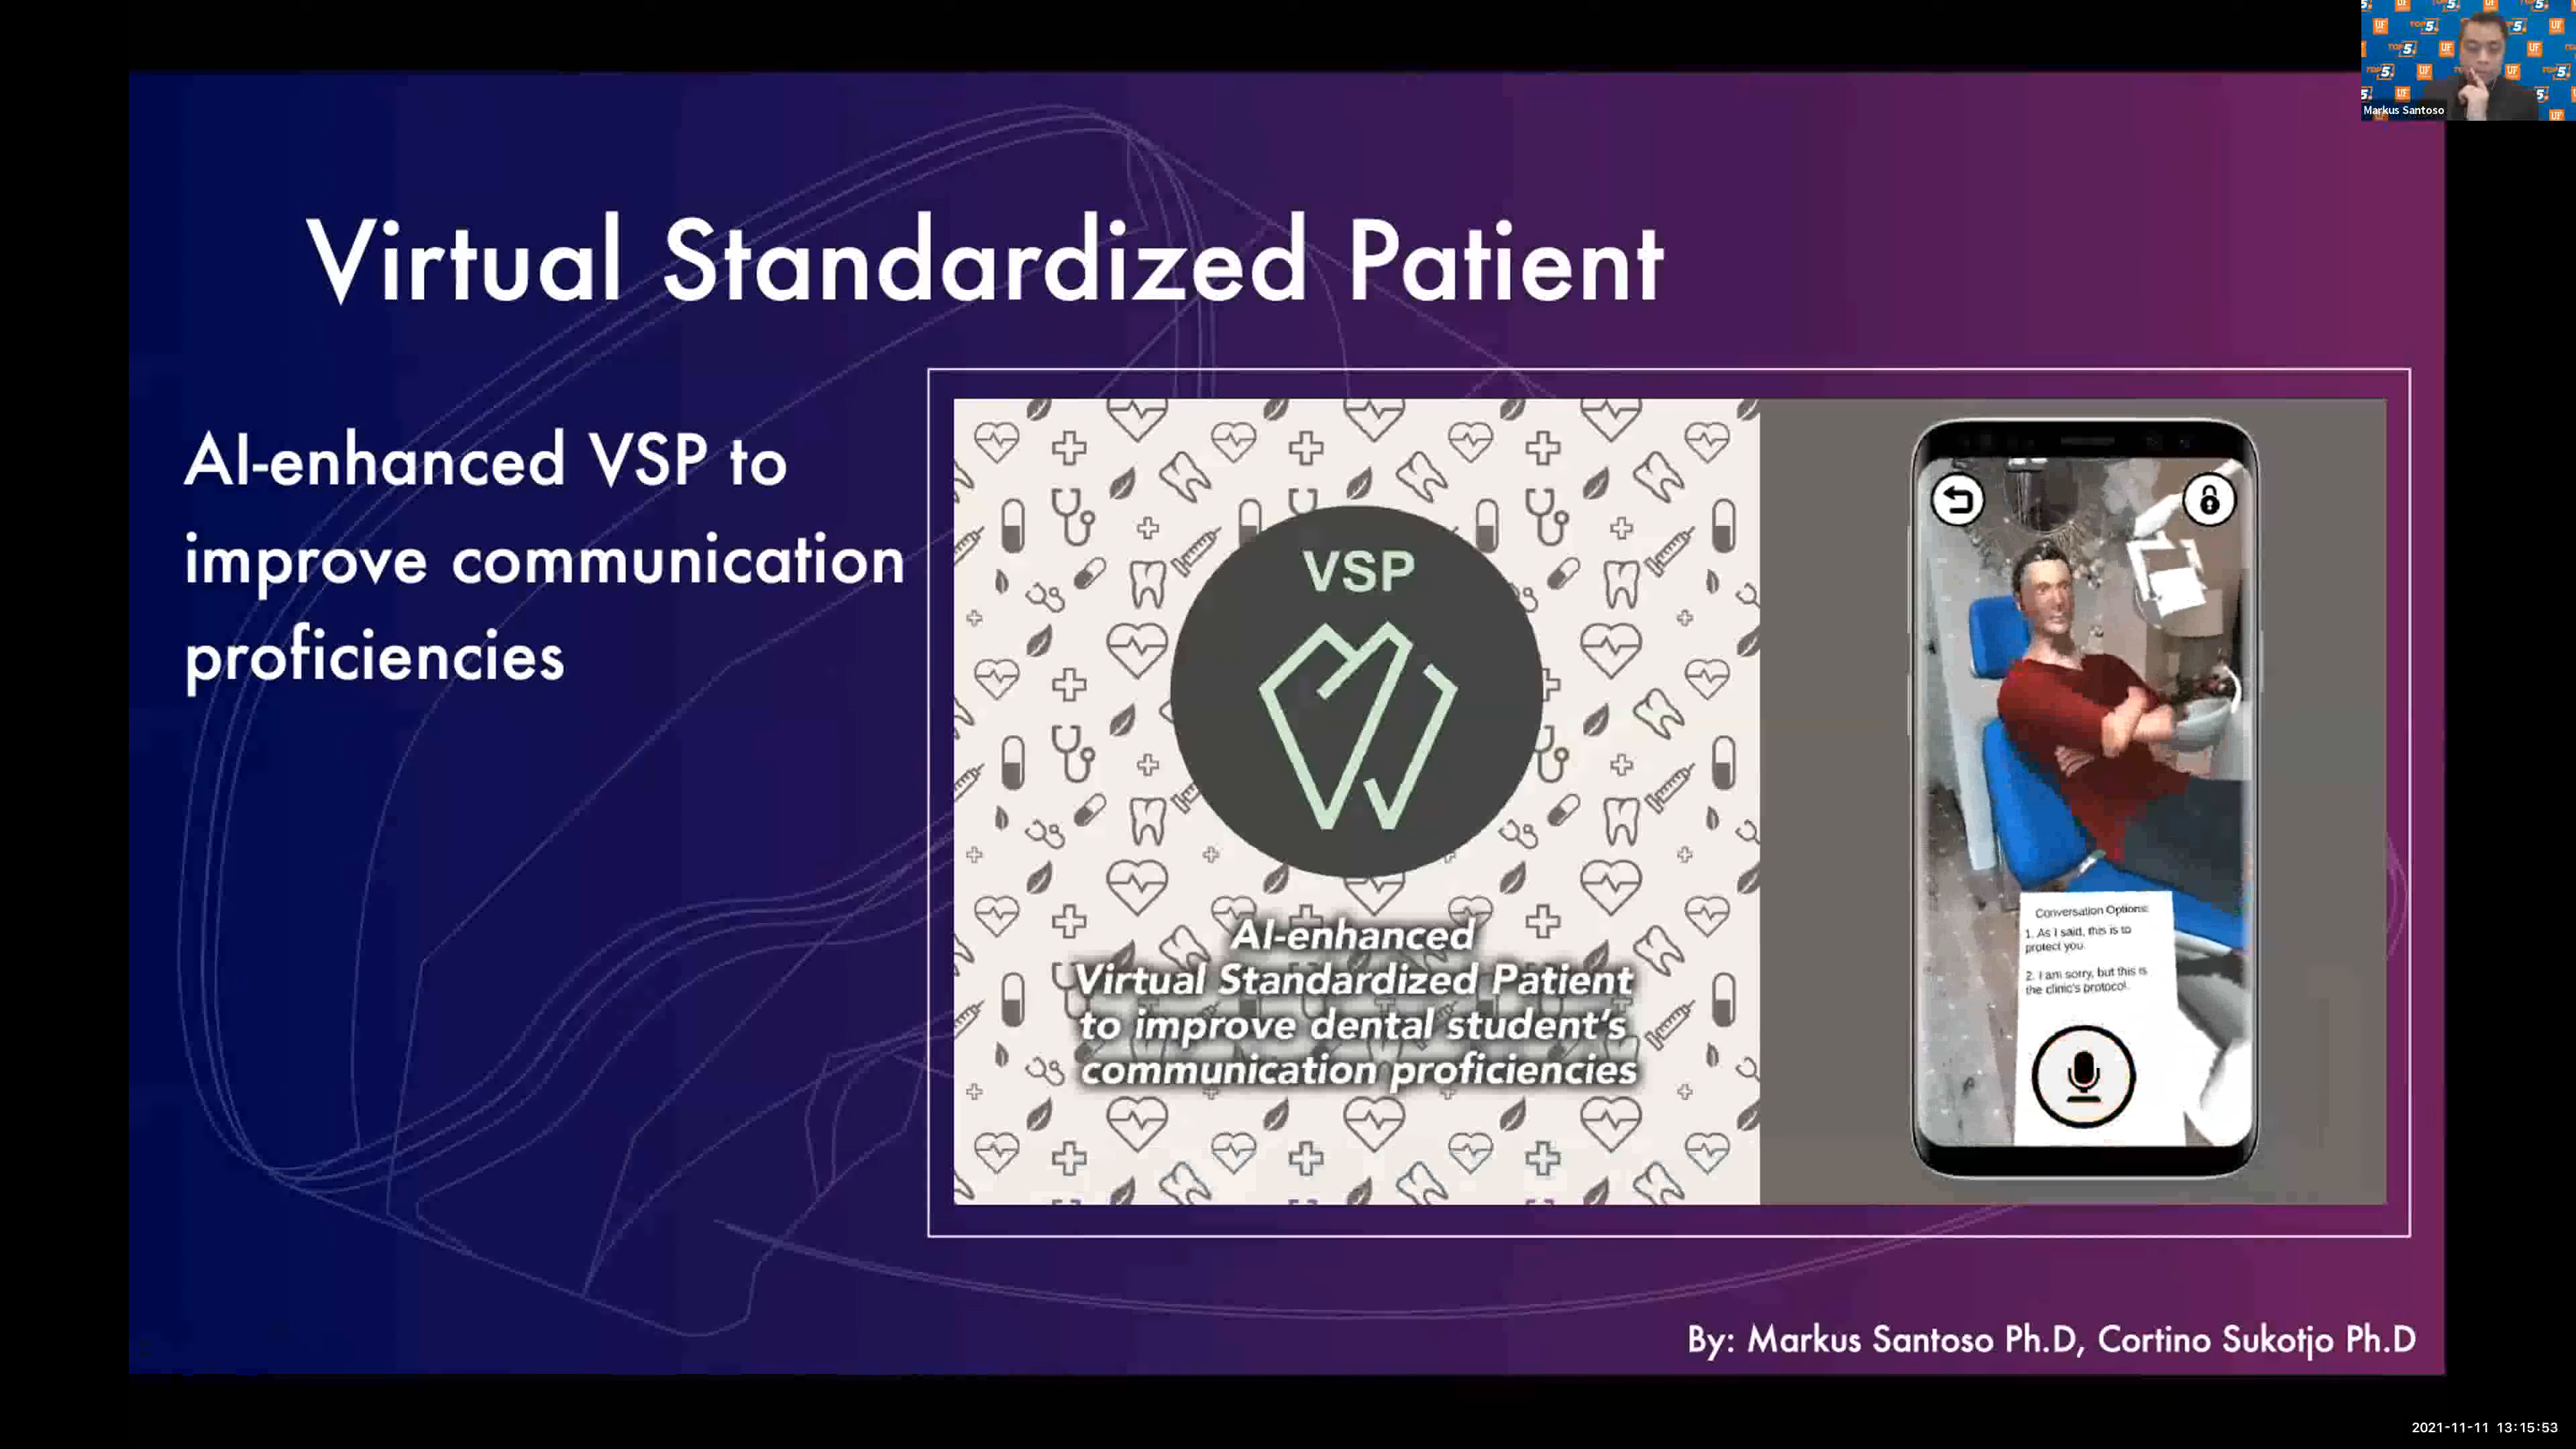 Markus Santoso
Virtual Standardized Patient
AI-enhanced VSP to
improve communication
proficiencies
VSP
AI-enhanced
Virtual Standardized Patient
to improve dental student's
communication proficiencies
Conversation Options:
1. As I said, this is to
protect you.
2. I am sorry, but this is
the clinic's protocol.
By: Markus Santoso Ph.D, Cortino Sukotjo Ph.D
2021-11-11 13:15:53